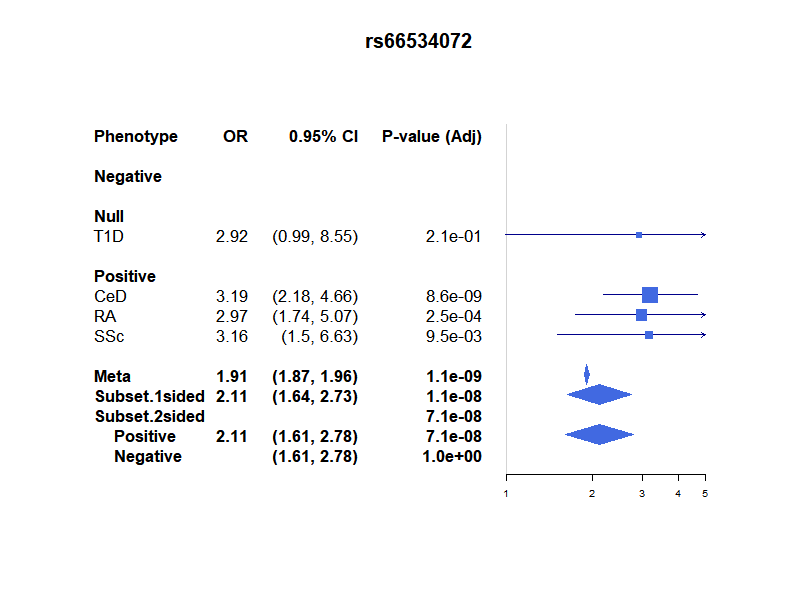 rs66534072
Phenotype OR 0.95% CI P-value (Adj)
Negative
Null
T1D 2.92 (0.99, 8.55) 2.1e-01
Positive
CeD 3.19 (2.18, 4.66) 8.6e-09
RA 2.97 (1.74, 5.07) 2.5e-04
SSc 3.16 (1.5, 6.63) 9.5e-03
Meta 1.91 (1.87, 1.96) 1.1e-09
Subset.1sided 2.11 (1.64, 2.73) 1.1e-08
Subset.2sided 7.1e-08
Positive 2.11 (1.61, 2.78) 7.1e-08
Negative (1.61, 2.78) 1.0e+00
1 2 3 4 5